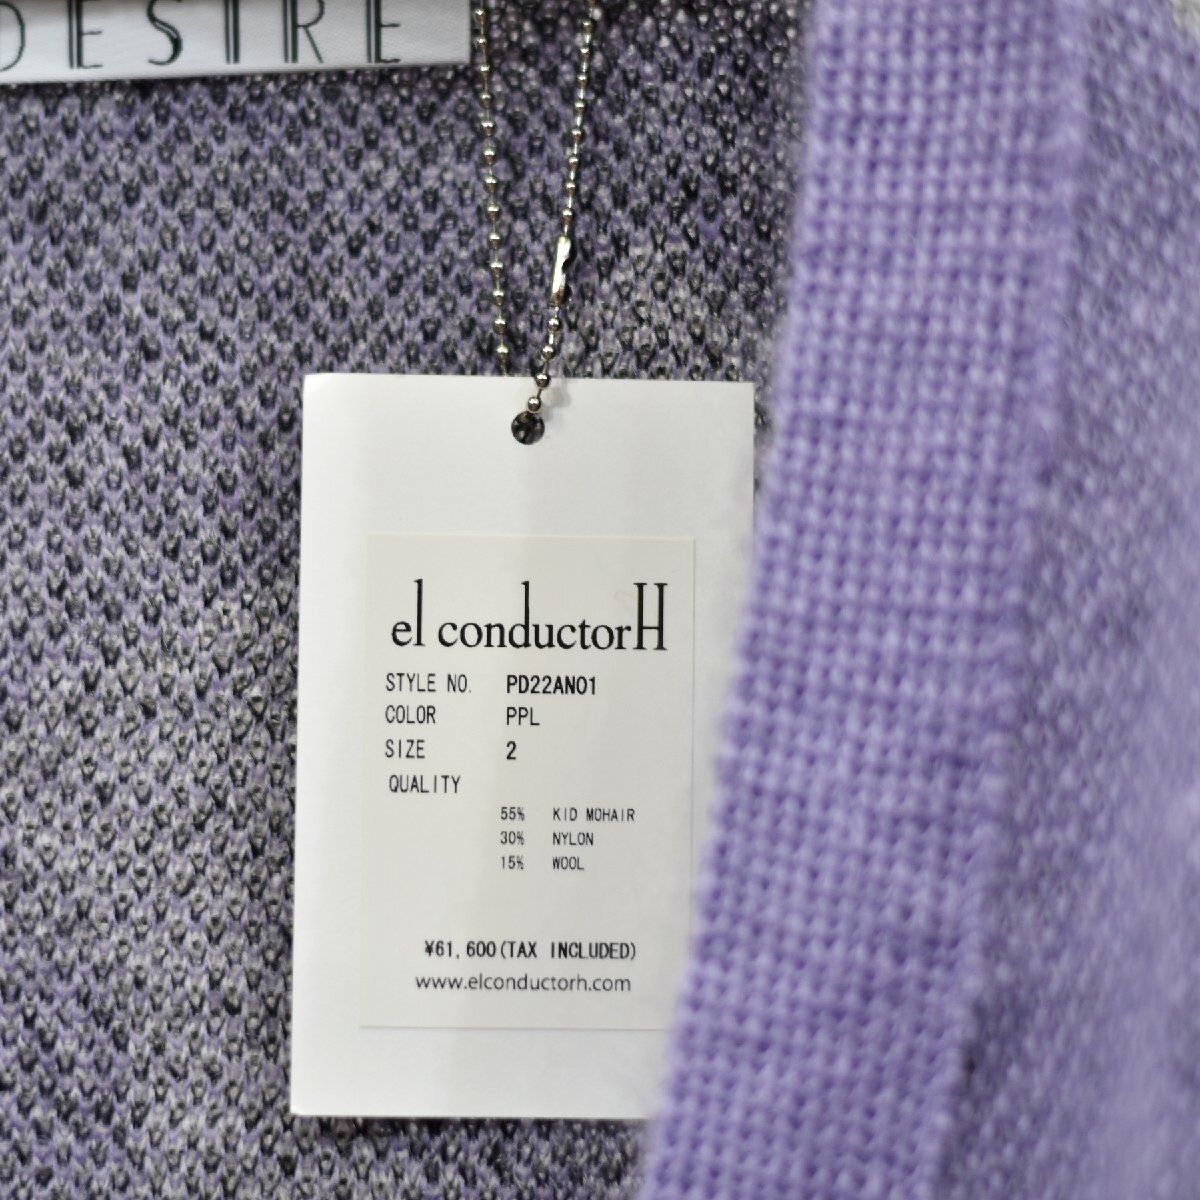 DESIRE
el conductorH
STYLE NO. PD22AN01
COLOR PPL
SIZE 2
QUALITY
55% KID MOHAIR
30% NYLON
15% WOOL
¥61,600(TAX INCLUDED)
www.elconductorh.com